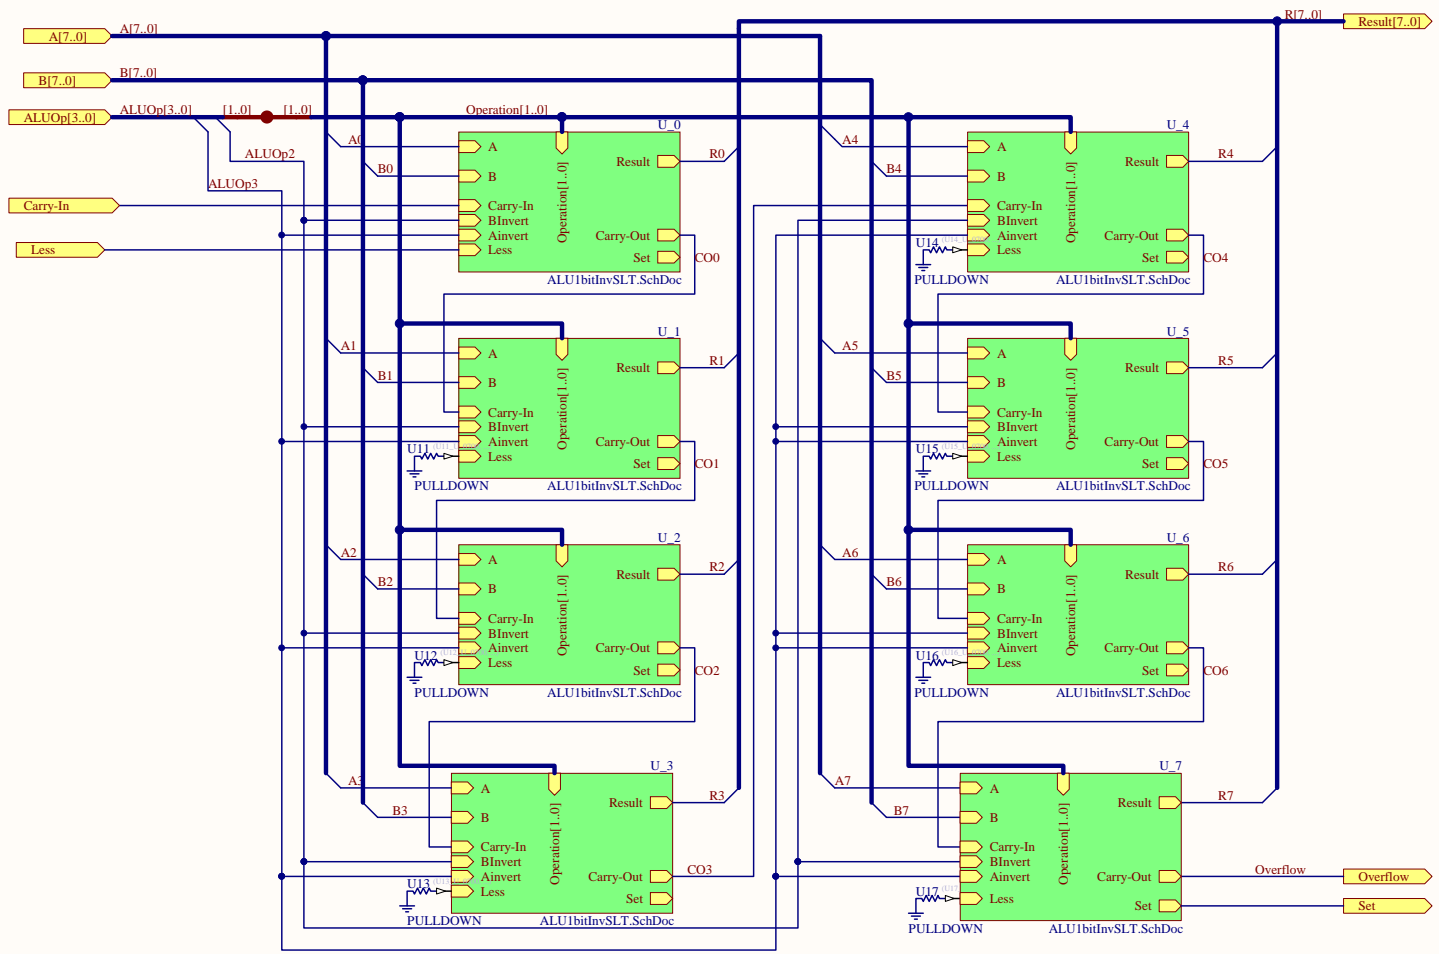 A[7..0]
A[7..0]
R[7..0]
Result[7..0]
B[7..0]
B[7..0]
ALUOp[3..0]
ALUOp[3..0]
[1..0]
[1..0]
Operation[1..0]
ALUOp2
ALUOp3
Carry-In
Less
U_0
A0
A
B0
B
Carry-In
BInvert
Ainvert
Less
Operation[1..0]
Result
R0
Carry-Out
Set
CO0
ALU1bitInvSLT.SchDoc
U_4
A4
A
B4
B
Carry-In
BInvert
Ainvert
U14
Less
PULLDOWN
Operation[1..0]
Result
R4
Carry-Out
Set
CO4
ALU1bitInvSLT.SchDoc
U_1
A1
A
B1
B
Carry-In
BInvert
Ainvert
U11
Less
PULLDOWN
Operation[1..0]
Result
R1
Carry-Out
Set
CO1
ALU1bitInvSLT.SchDoc
U_5
A5
A
B5
B
Carry-In
BInvert
Ainvert
U15
Less
PULLDOWN
Operation[1..0]
Result
R5
Carry-Out
Set
CO5
ALU1bitInvSLT.SchDoc
U_2
A2
A
B2
B
Carry-In
BInvert
Ainvert
U12
Less
PULLDOWN
Operation[1..0]
Result
R2
Carry-Out
Set
CO2
ALU1bitInvSLT.SchDoc
U_6
A6
A
B6
B
Carry-In
BInvert
Ainvert
U16
Less
PULLDOWN
Operation[1..0]
Result
R6
Carry-Out
Set
CO6
ALU1bitInvSLT.SchDoc
U_3
A3
A
B3
B
Carry-In
BInvert
Ainvert
U13
Less
PULLDOWN
Operation[1..0]
Result
R3
Carry-Out
Set
CO3
ALU1bitInvSLT.SchDoc
U_7
A7
A
B7
B
Carry-In
BInvert
Ainvert
U17
Less
PULLDOWN
Operation[1..0]
Result
R7
Carry-Out
Set
ALU1bitInvSLT.SchDoc
Overflow
Overflow
Set